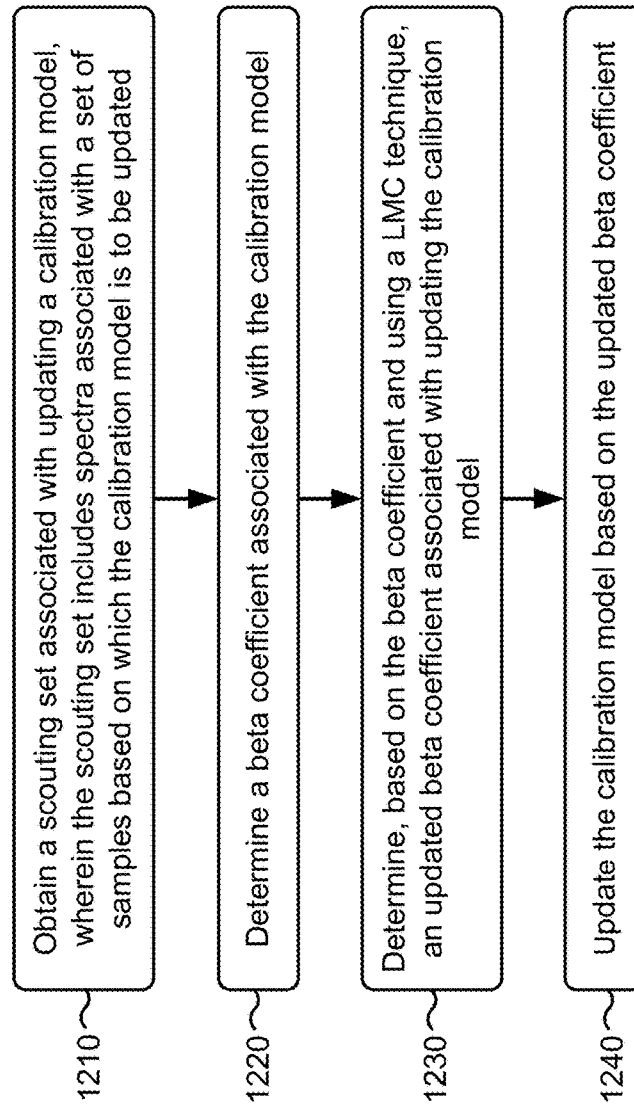 1210
Obtain a scouting set associated with updating a calibration model,
wherein the scouting set includes spectra associated with a set of
samples based on which the calibration model is to be updated
1220
Determine a beta coefficient associated with the calibration model
1230
Determine, based on the beta coefficient and using a LMC technique,
an updated beta coefficient associated with updating the calibration
model
1240
Update the calibration model based on the updated beta coefficient